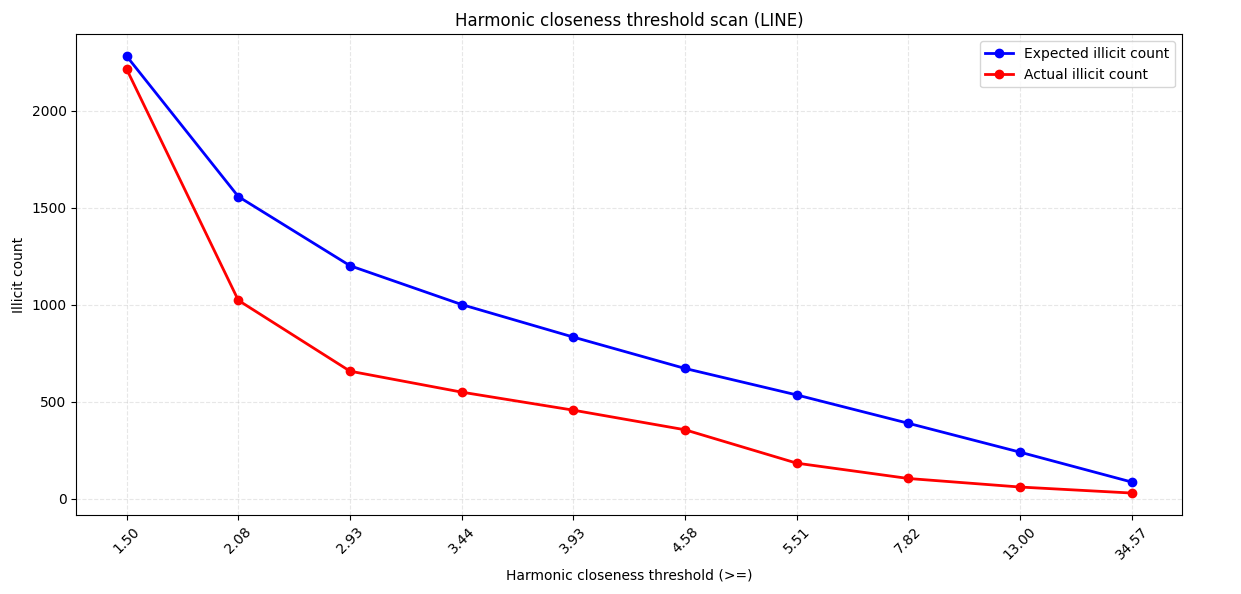 Harmonic closeness threshold scan (LINE)
Expected illicit count
Actual illicit count
Illicit count
2000
1500
1000
500
0
1.50 2.08 2.93 3.44 3.93 4.58 5.51 7.82 13.00 34.57
Harmonic closeness threshold (>=)